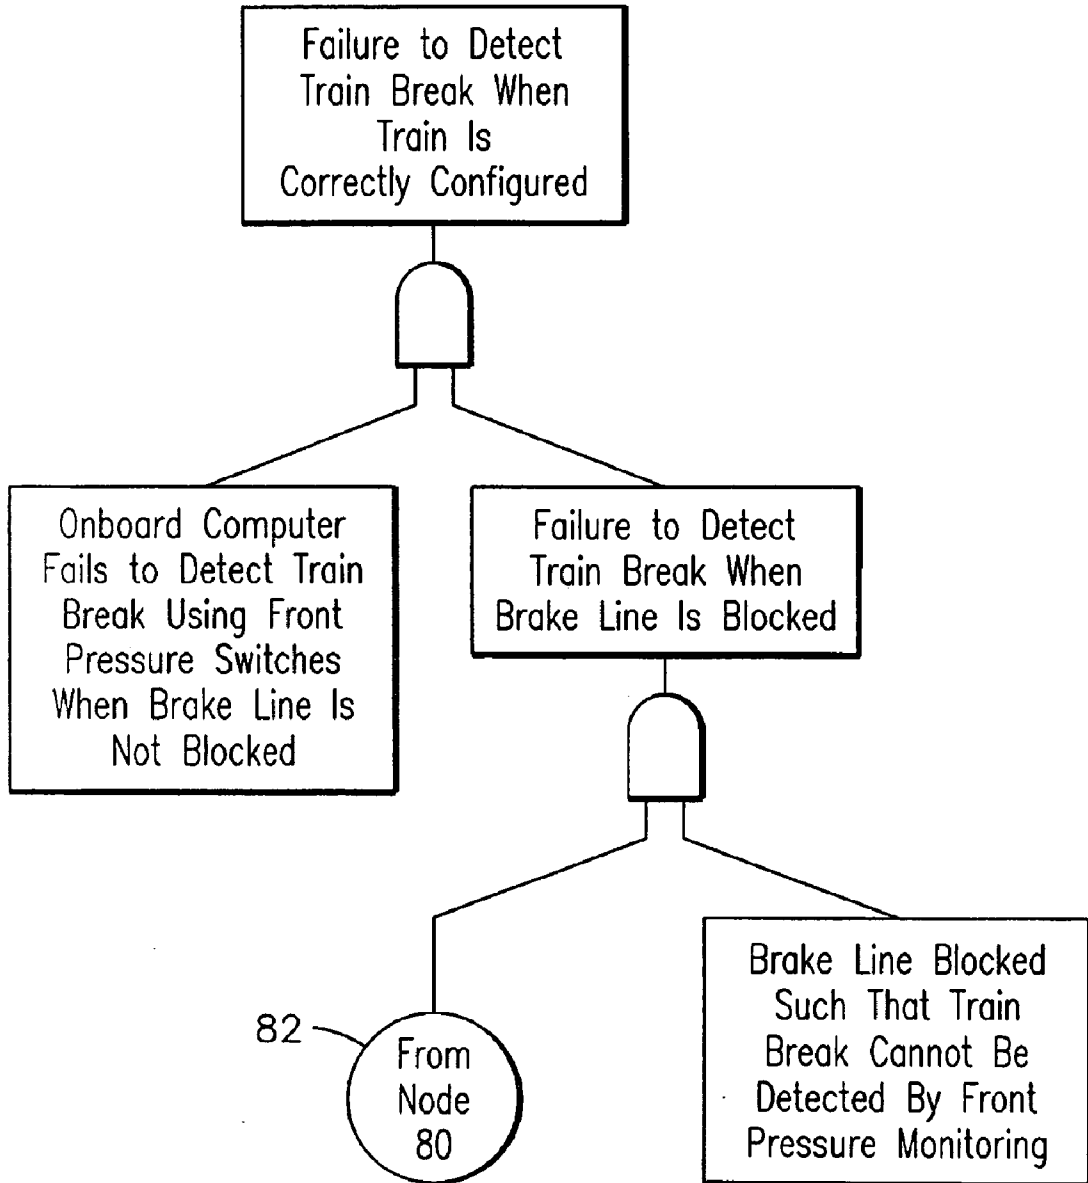 Failure to Detect
Train Break When
Train Is
Correctly Configured
Onboard Computer
Fails to Detect Train
Break Using Front
Pressure Switches
When Brake Line Is
Not Blocked
Failure to Detect
Train Break When
Brake Line Is Blocked
82
From
Node
80
Brake Line Blocked
Such That Train
Break Cannot Be
Detected By Front
Pressure Monitoring